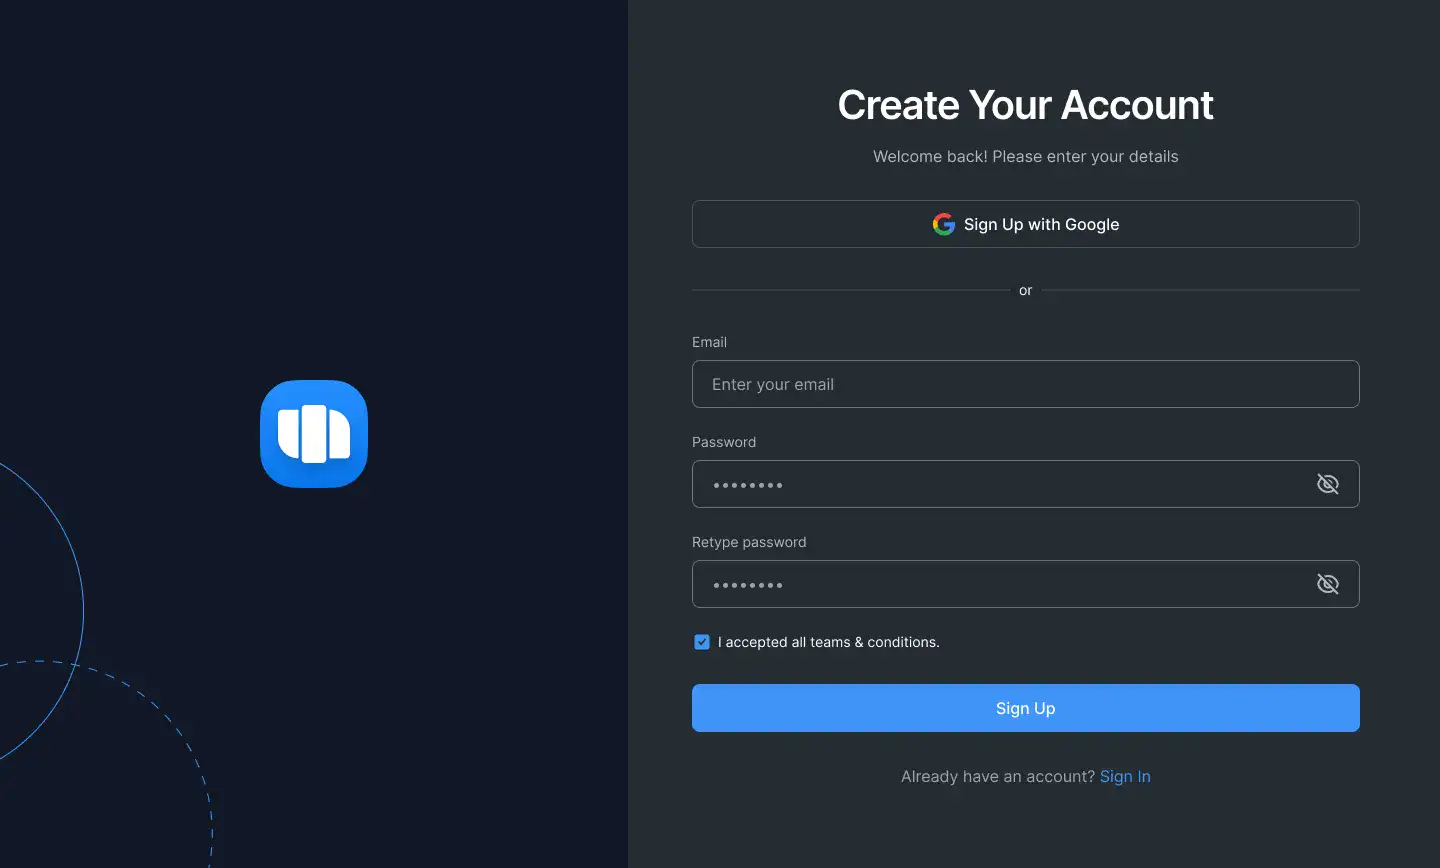 Create Your Account
Welcome back! Please enter your details
Sign Up with Google
or
Email
Enter your email
Password
••••••••
Retype password
••••••••
I accepted all teams & conditions.
Sign Up
Already have an account? Sign In